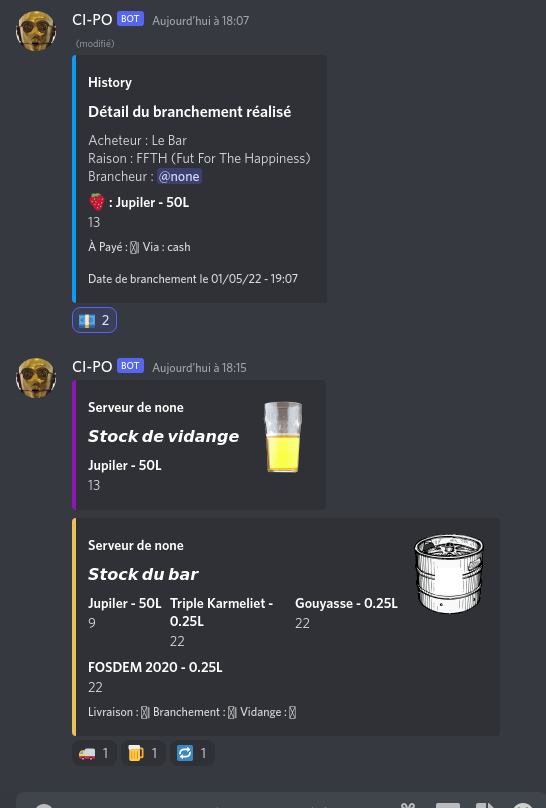 CI-PO BOT Aujourd'hui à 18:07
(modifié)
History
Détail du branchement réalisé
Acheteur : Le Bar
Raison : FFTH (Fut For The Happiness)
Brancheur : @none
: Jupiler - 50L
13
À Payé : | Via : cash
Date de branchement le 01/05/22 - 19:07
2
CI-PO BOT Aujourd'hui à 18:15
Serveur de none
Stock de vidange
Jupiler - 50L
13
Serveur de none
Stock du bar
Jupiler - 50L
9
Triple Karmeliet -
0.25L
22
Gouyasse - 0.25L
22
FOSDEM 2020 - 0.25L
22
Livraison : | Branchement : | Vidange :
1 1 1